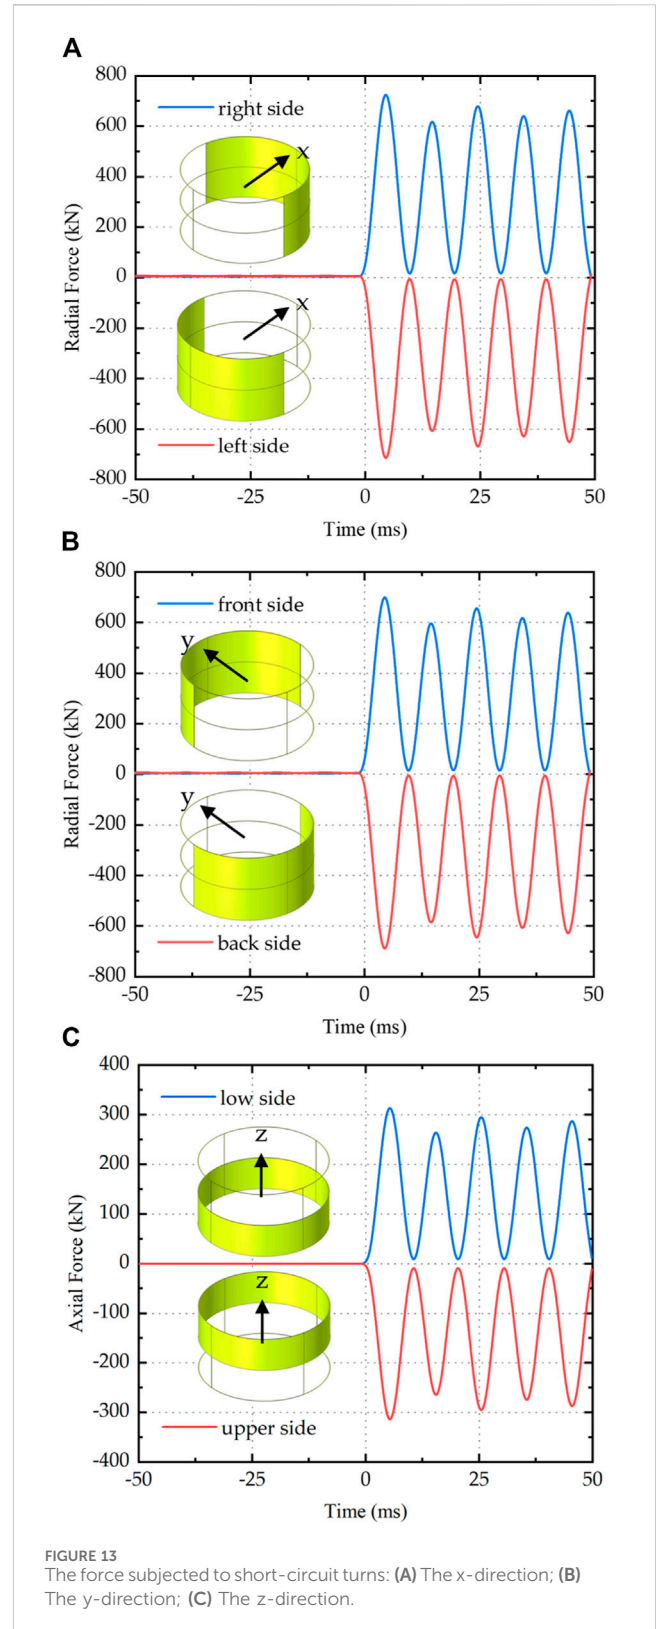 A
800
600
400
200
0
-200
-400
-600
-800
Radial Force (kN)
right side
x
x
left side
-50 -25 0 25 50
Time (ms)
B
800
600
400
200
0
-200
-400
-600
-800
Radial Force (kN)
front side
y
y
back side
-50 -25 0 25 50
Time (ms)
C
400
300
200
100
0
-100
-200
-300
-400
Axial Force (kN)
low side
z
z
upper side
-50 -25 0 25 50
Time (ms)
FIGURE 13
The force subjected to short-circuit turns: (A) The x-direction; (B)
The y-direction; (C) The z-direction.